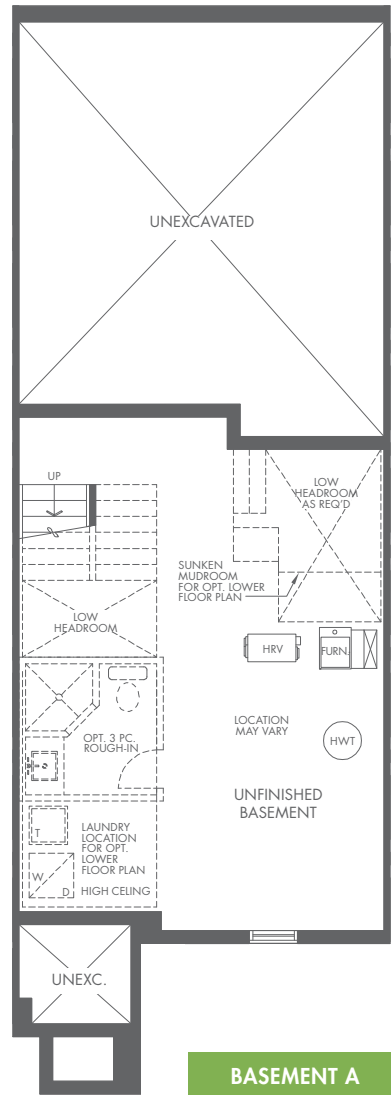 UNEXCAVATED
UP
LOW
HEADROOM
AS REQ'D
SUNKEN
MUDROOM
FOR OPT. LOWER
FLOOR PLAN
LOW
HEADROOM
HRV
FURN.
OPT. 3 PC.
ROUGH-IN
LOCATION
MAY VARY
HWT
UNFINISHED
BASEMENT
T
LAUNDRY
LOCATION
FOR OPT.
LOWER
FLOOR PLAN
W
D
HIGH CELING
UNEXC.
BASEMENT A